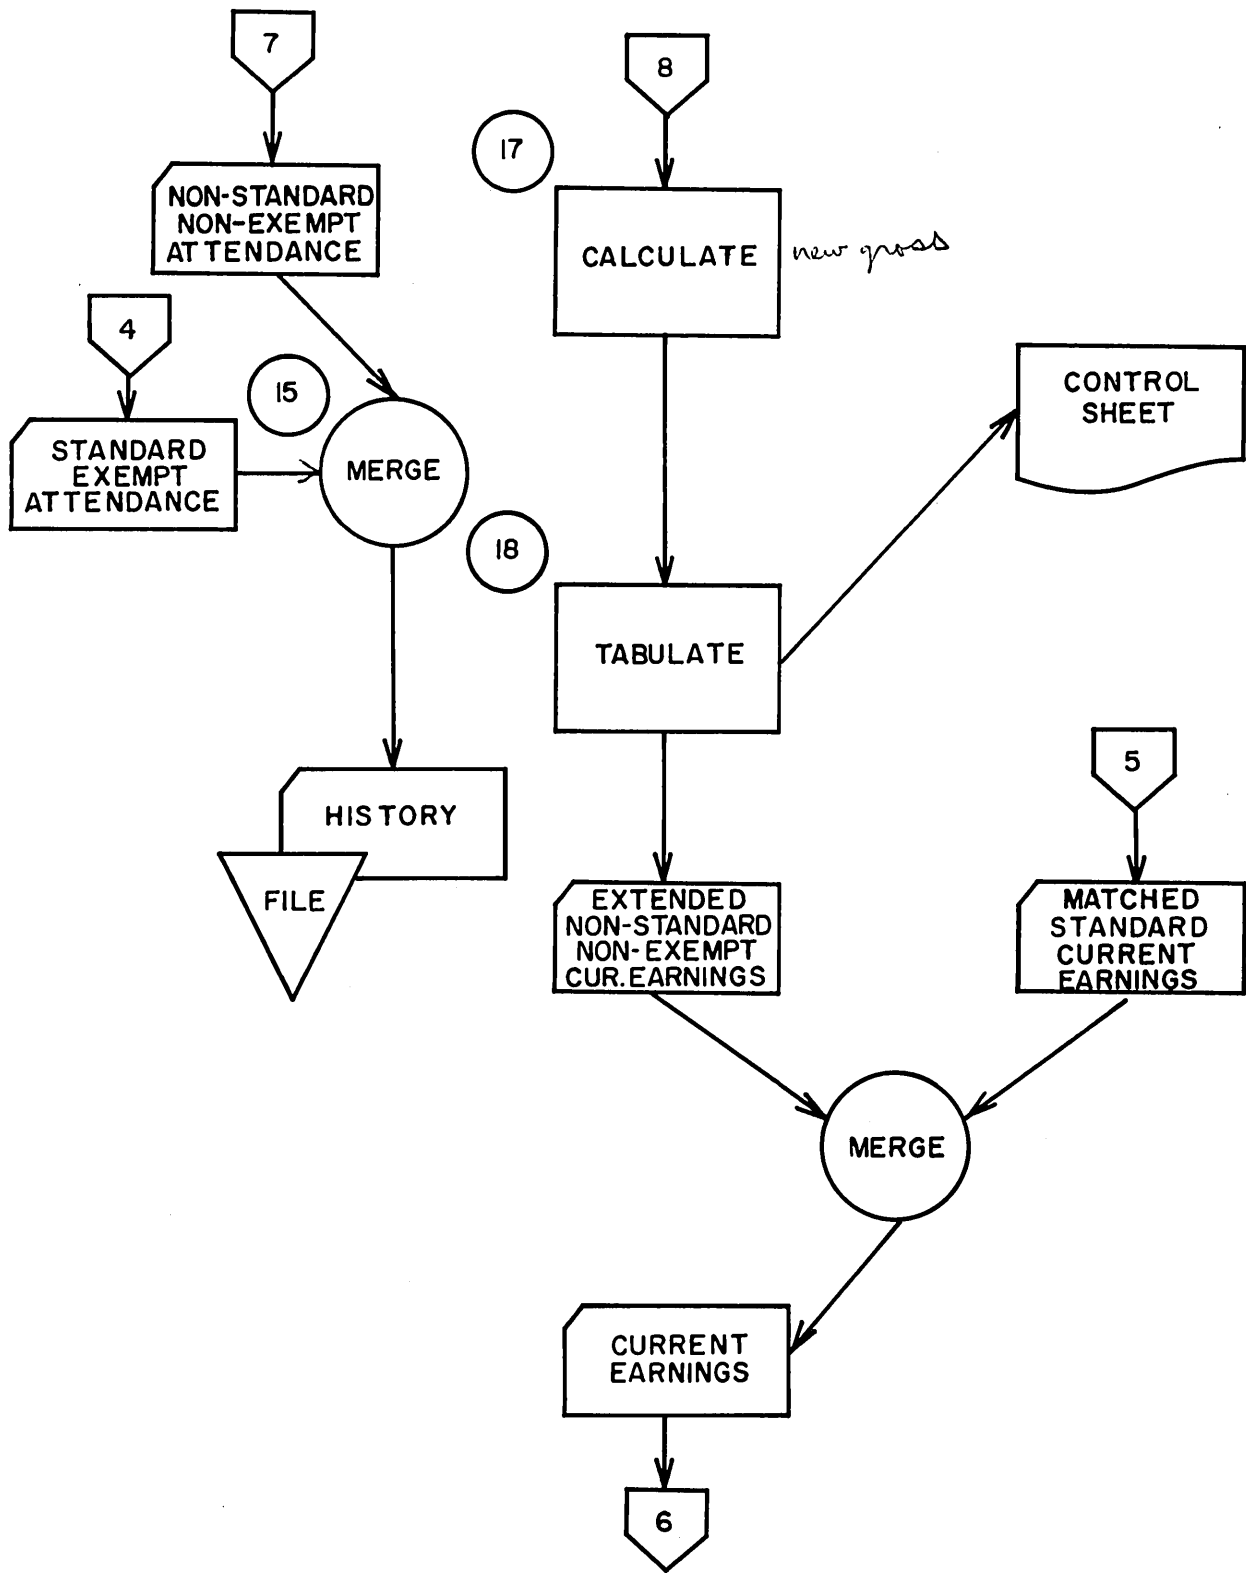 7
NON-STANDARD
NON-EXEMPT
ATTENDANCE
4
STANDARD
EXEMPT
ATTENDANCE
15
MERGE
HISTORY
FILE
8
17
CALCULATE
new gross
18
TABULATE
CONTROL
SHEET
EXTENDED
NON-STANDARD
NON-EXEMPT
CUR. EARNINGS
5
MATCHED
STANDARD
CURRENT
EARNINGS
MERGE
CURRENT
EARNINGS
6